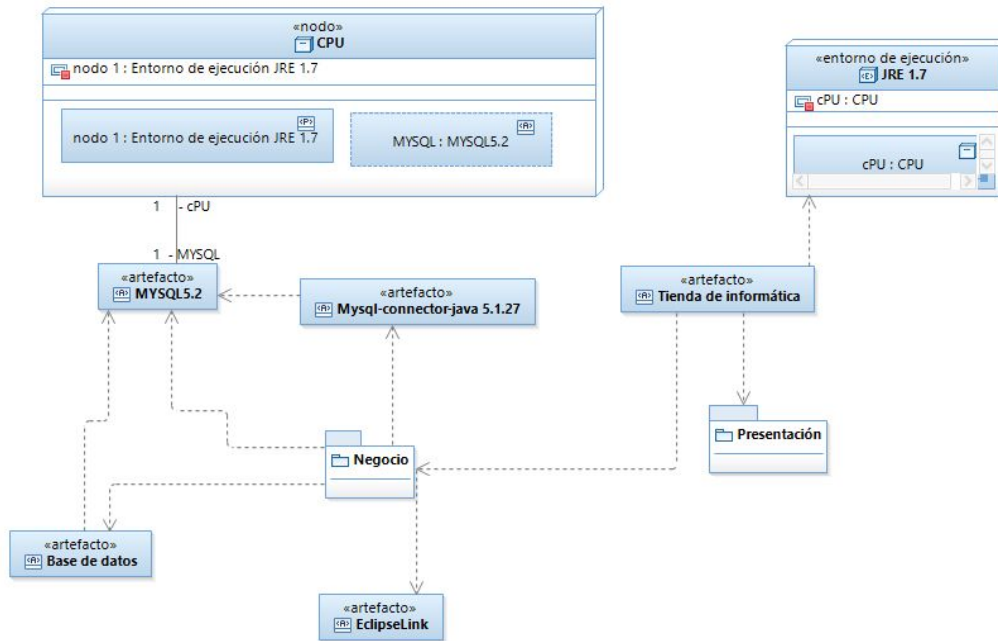 «nodo»
CPU
nodo 1 : Entorno de ejecución JRE 1.7
nodo 1 : Entorno de ejecución JRE 1.7
MYSQL : MYSQL5.2
«entorno de ejecución»
JRE 1.7
cPU : CPU
cPU : CPU
1 - cPU
1 - MYSQL
«artefacto»
MYSQL5.2
«artefacto»
Mysql-connector-java 5.1.27
«artefacto»
Tienda de informática
Presentación
Negocio
«artefacto»
Base de datos
«artefacto»
EclipseLink